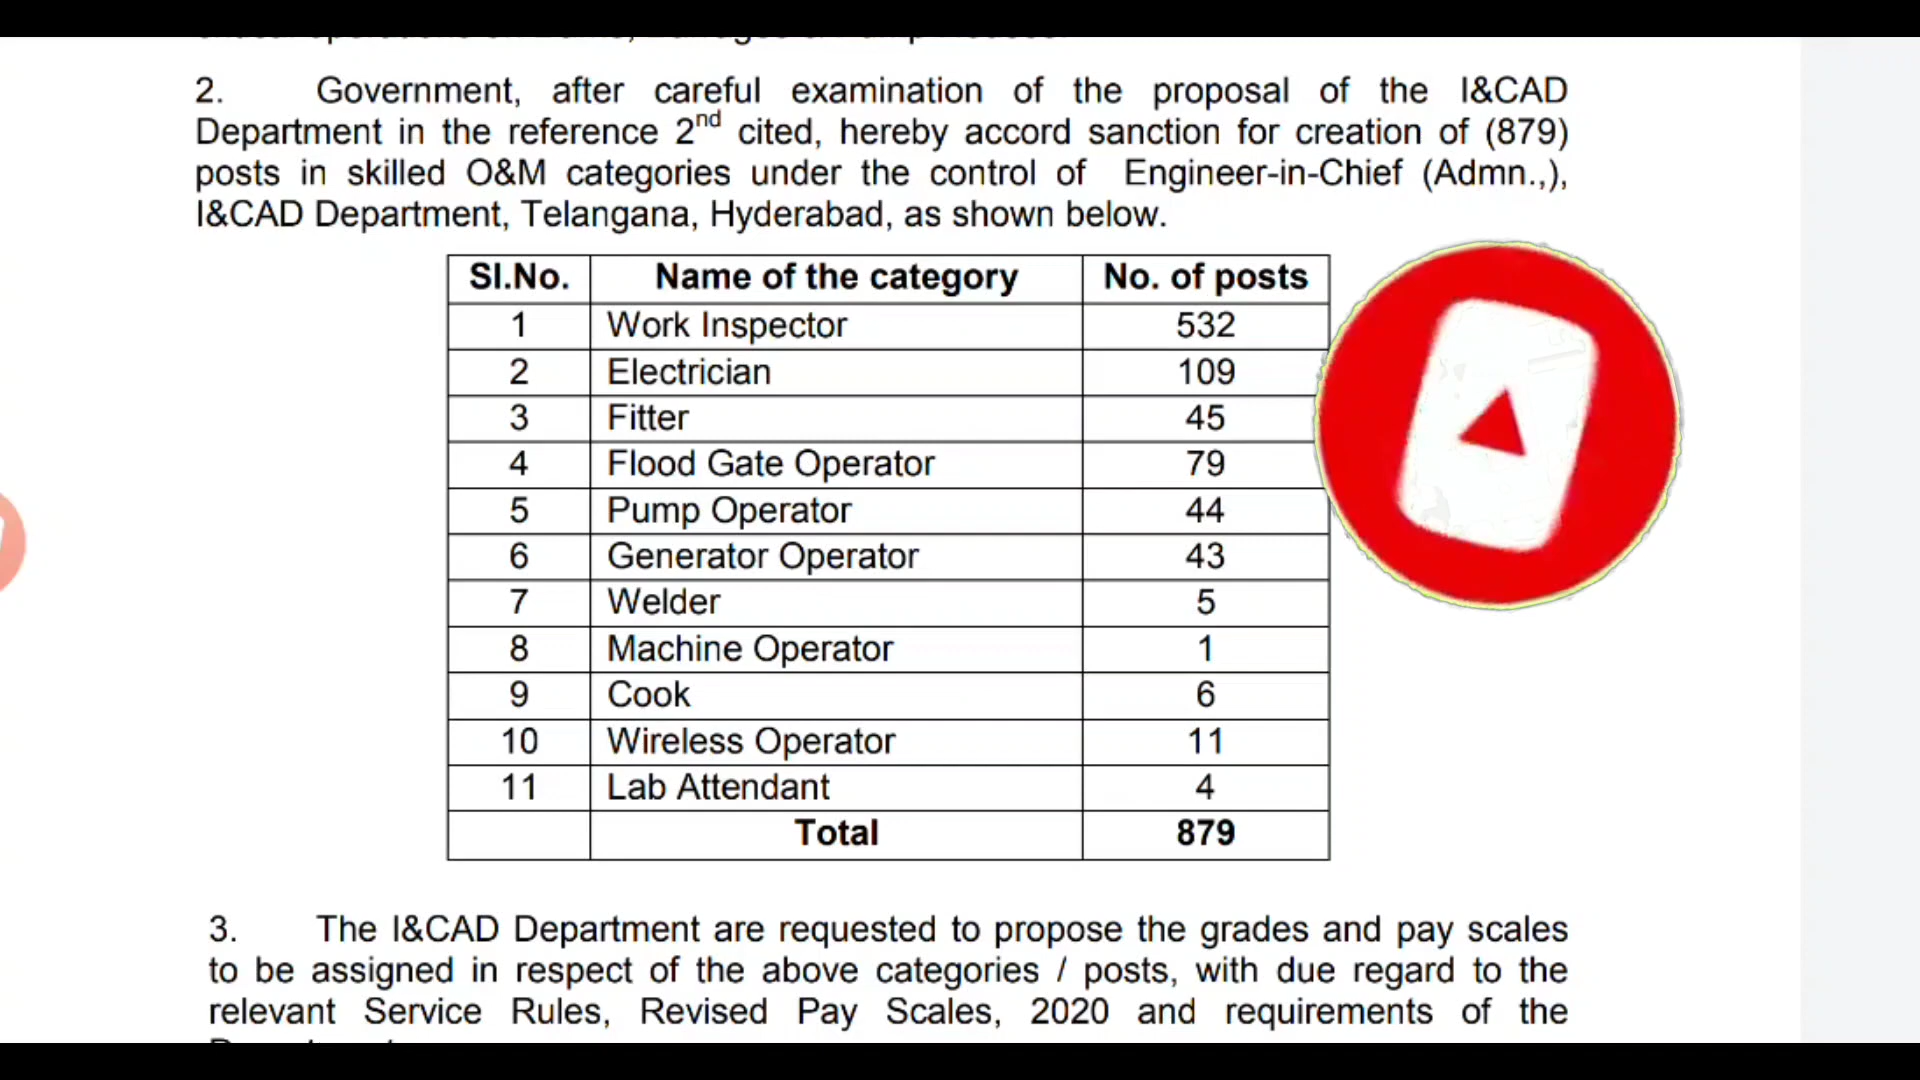 2. Government, after careful examination of the proposal of the I&CAD
Department in the reference 2nd cited, hereby accord sanction for creation of (879)
posts in skilled O&M categories under the control of Engineer-in-Chief (Admn.,),
I&CAD Department, Telangana, Hyderabad, as shown below.
Sl.No. Name of the category No. of posts
1 Work Inspector 532
2 Electrician 109
3 Fitter 45
4 Flood Gate Operator 79
5 Pump Operator 44
6 Generator Operator 43
7 Welder 5
8 Machine Operator 1
9 Cook 6
10 Wireless Operator 11
11 Lab Attendant 4
Total 879
3. The I&CAD Department are requested to propose the grades and pay scales
to be assigned in respect of the above categories / posts, with due regard to the
relevant Service Rules, Revised Pay Scales, 2020 and requirements of the